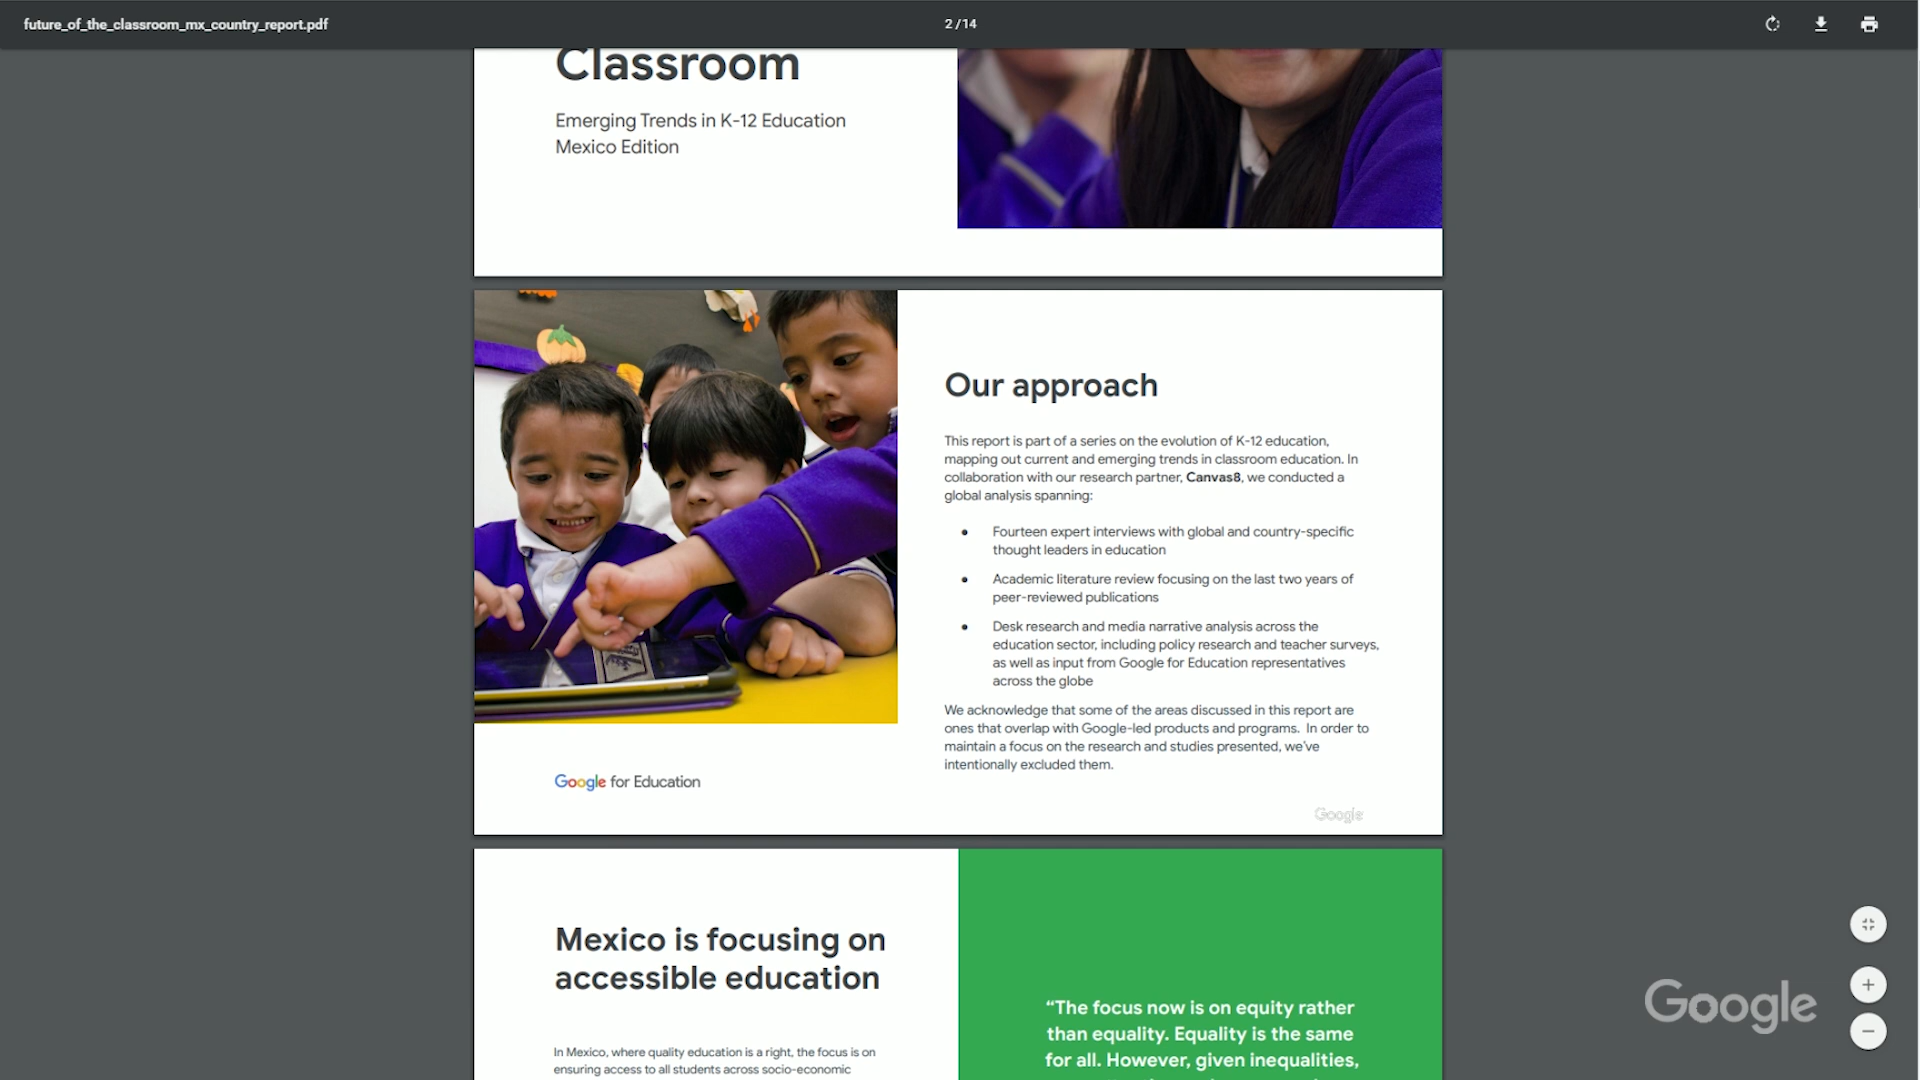 future_of_the_classroom_mx_country_report.pdf
2 / 14
Classroom
Emerging Trends in K-12 Education
Mexico Edition
Our approach
This report is part of a series on the evolution of K-12 education,
mapping out current and emerging trends in classroom education. In
collaboration with our research partner, Canvas8, we conducted a
global analysis spanning:
● Fourteen expert interviews with global and country-specific
thought leaders in education
● Academic literature review focusing on the last two years of
peer-reviewed publications
● Desk research and media narrative analysis across the
education sector, including policy research and teacher surveys,
as well as input from Google for Education representatives
across the globe
We acknowledge that some of the areas discussed in this report are
ones that overlap with Google-led products and programs. In order to
maintain a focus on the research and studies presented, we've
intentionally excluded them.
Google for Education
Google
Mexico is focusing on
accessible education
In Mexico, where quality education is a right, the focus is on
ensuring access to all students across socio-economic
“The focus now is on equity rather
than equality. Equality is the same
for all. However, given inequalities,
Google